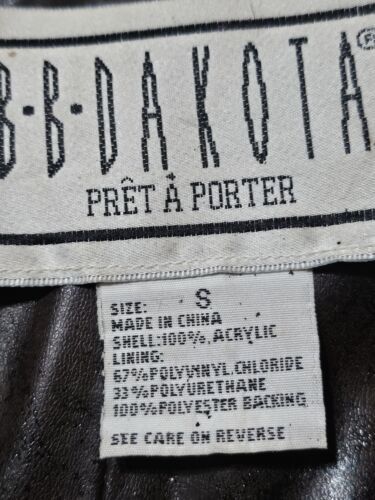 B·B·DAKOTA®
PRÊT À PORTER
SIZE: S
MADE IN CHINA
SHELL:100% ACRYLIC
LINING:
67%POLYVINYL CHLORIDE
33%POLYURETHANE
100%POLYESTER BACKING
SEE CARE ON REVERSE